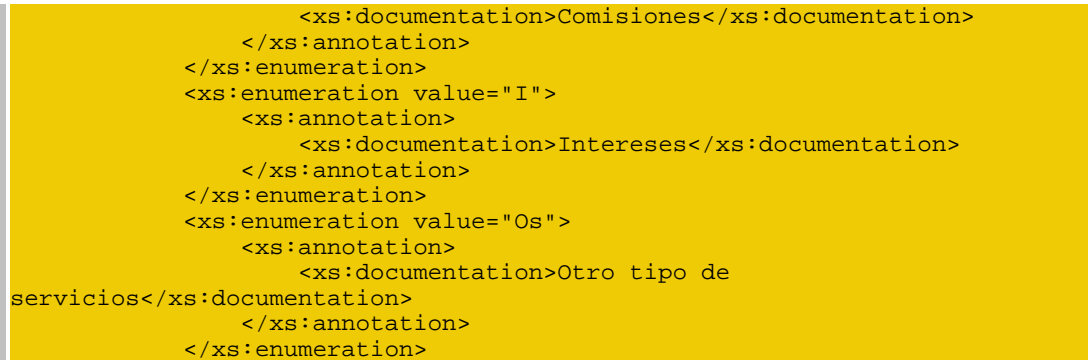 <xs:documentation>Comisiones</xs:documentation>
                </xs:annotation>
            </xs:enumeration>
            <xs:enumeration value="I">
                <xs:annotation>
                    <xs:documentation>Intereses</xs:documentation>
                </xs:annotation>
            </xs:enumeration>
            <xs:enumeration value="Os">
                <xs:annotation>
                    <xs:documentation>Otro tipo de
servicios</xs:documentation>
                </xs:annotation>
            </xs:enumeration>